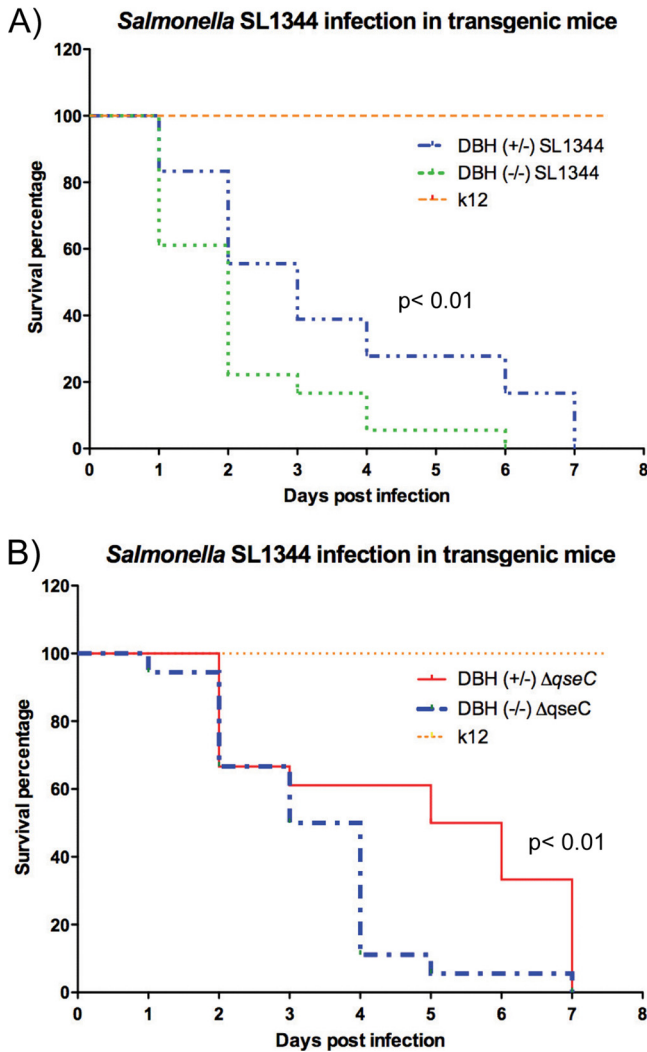 A)
Salmonella SL1344 infection in transgenic mice
120
100
80
60
40
20
0
Survival percentage
DBH (+/-) SL1344
DBH (-/-) SL1344
k12
p< 0.01
0 1 2 3 4 5 6 7 8
Days post infection
B)
Salmonella SL1344 infection in transgenic mice
120
100
80
60
40
20
0
Survival percentage
DBH (+/-) ΔqseC
DBH (-/-) ΔqseC
k12
p< 0.01
0 1 2 3 4 5 6 7 8
Days post infection